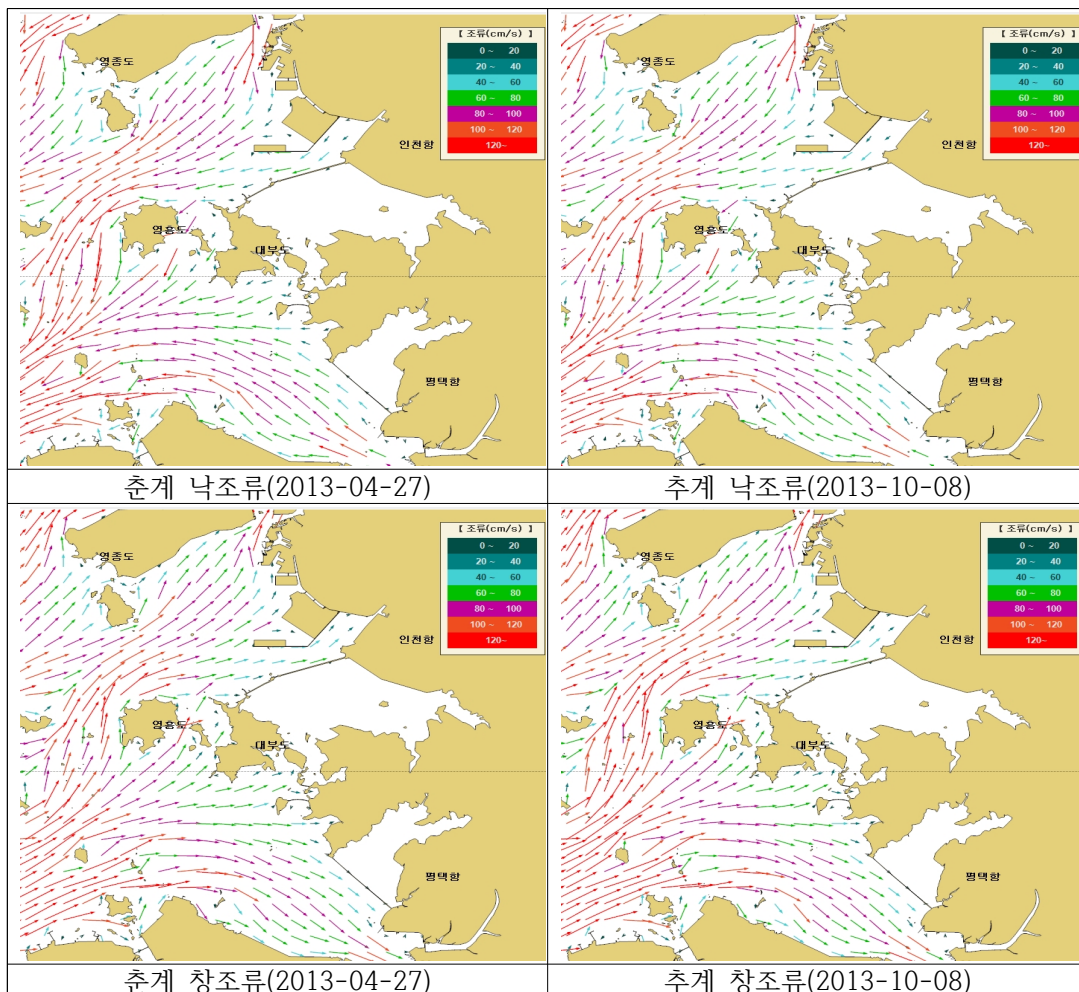 【 조류(cm/s) 】
0 ~ 20
20 ~ 40
40 ~ 60
60 ~ 80
80 ~ 100
100 ~ 120
120~
영종도
인천항
영흥도
대부도
평택항
춘계 낙조류(2013-04-27)
【 조류(cm/s) 】
0 ~ 20
20 ~ 40
40 ~ 60
60 ~ 80
80 ~ 100
100 ~ 120
120~
영종도
인천항
영흥도
대부도
평택항
추계 낙조류(2013-10-08)
【 조류(cm/s) 】
0 ~ 20
20 ~ 40
40 ~ 60
60 ~ 80
80 ~ 100
100 ~ 120
120~
영종도
인천항
영흥도
대부도
평택항
춘계 창조류(2013-04-27)
【 조류(cm/s) 】
0 ~ 20
20 ~ 40
40 ~ 60
60 ~ 80
80 ~ 100
100 ~ 120
120~
영종도
인천항
영흥도
대부도
평택항
추계 창조류(2013-10-08)